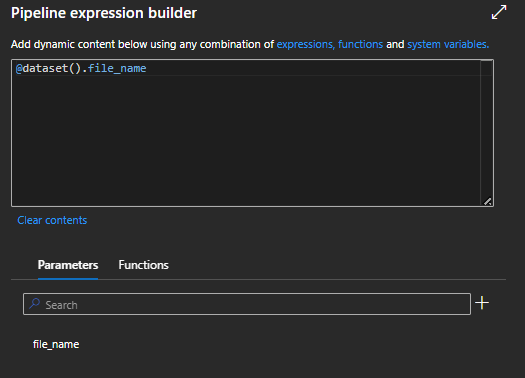 Pipeline expression builder
Add dynamic content below using any combination of expressions, functions and system variables.
@dataset().file_name
Clear contents
Parameters Functions
Search
file_name